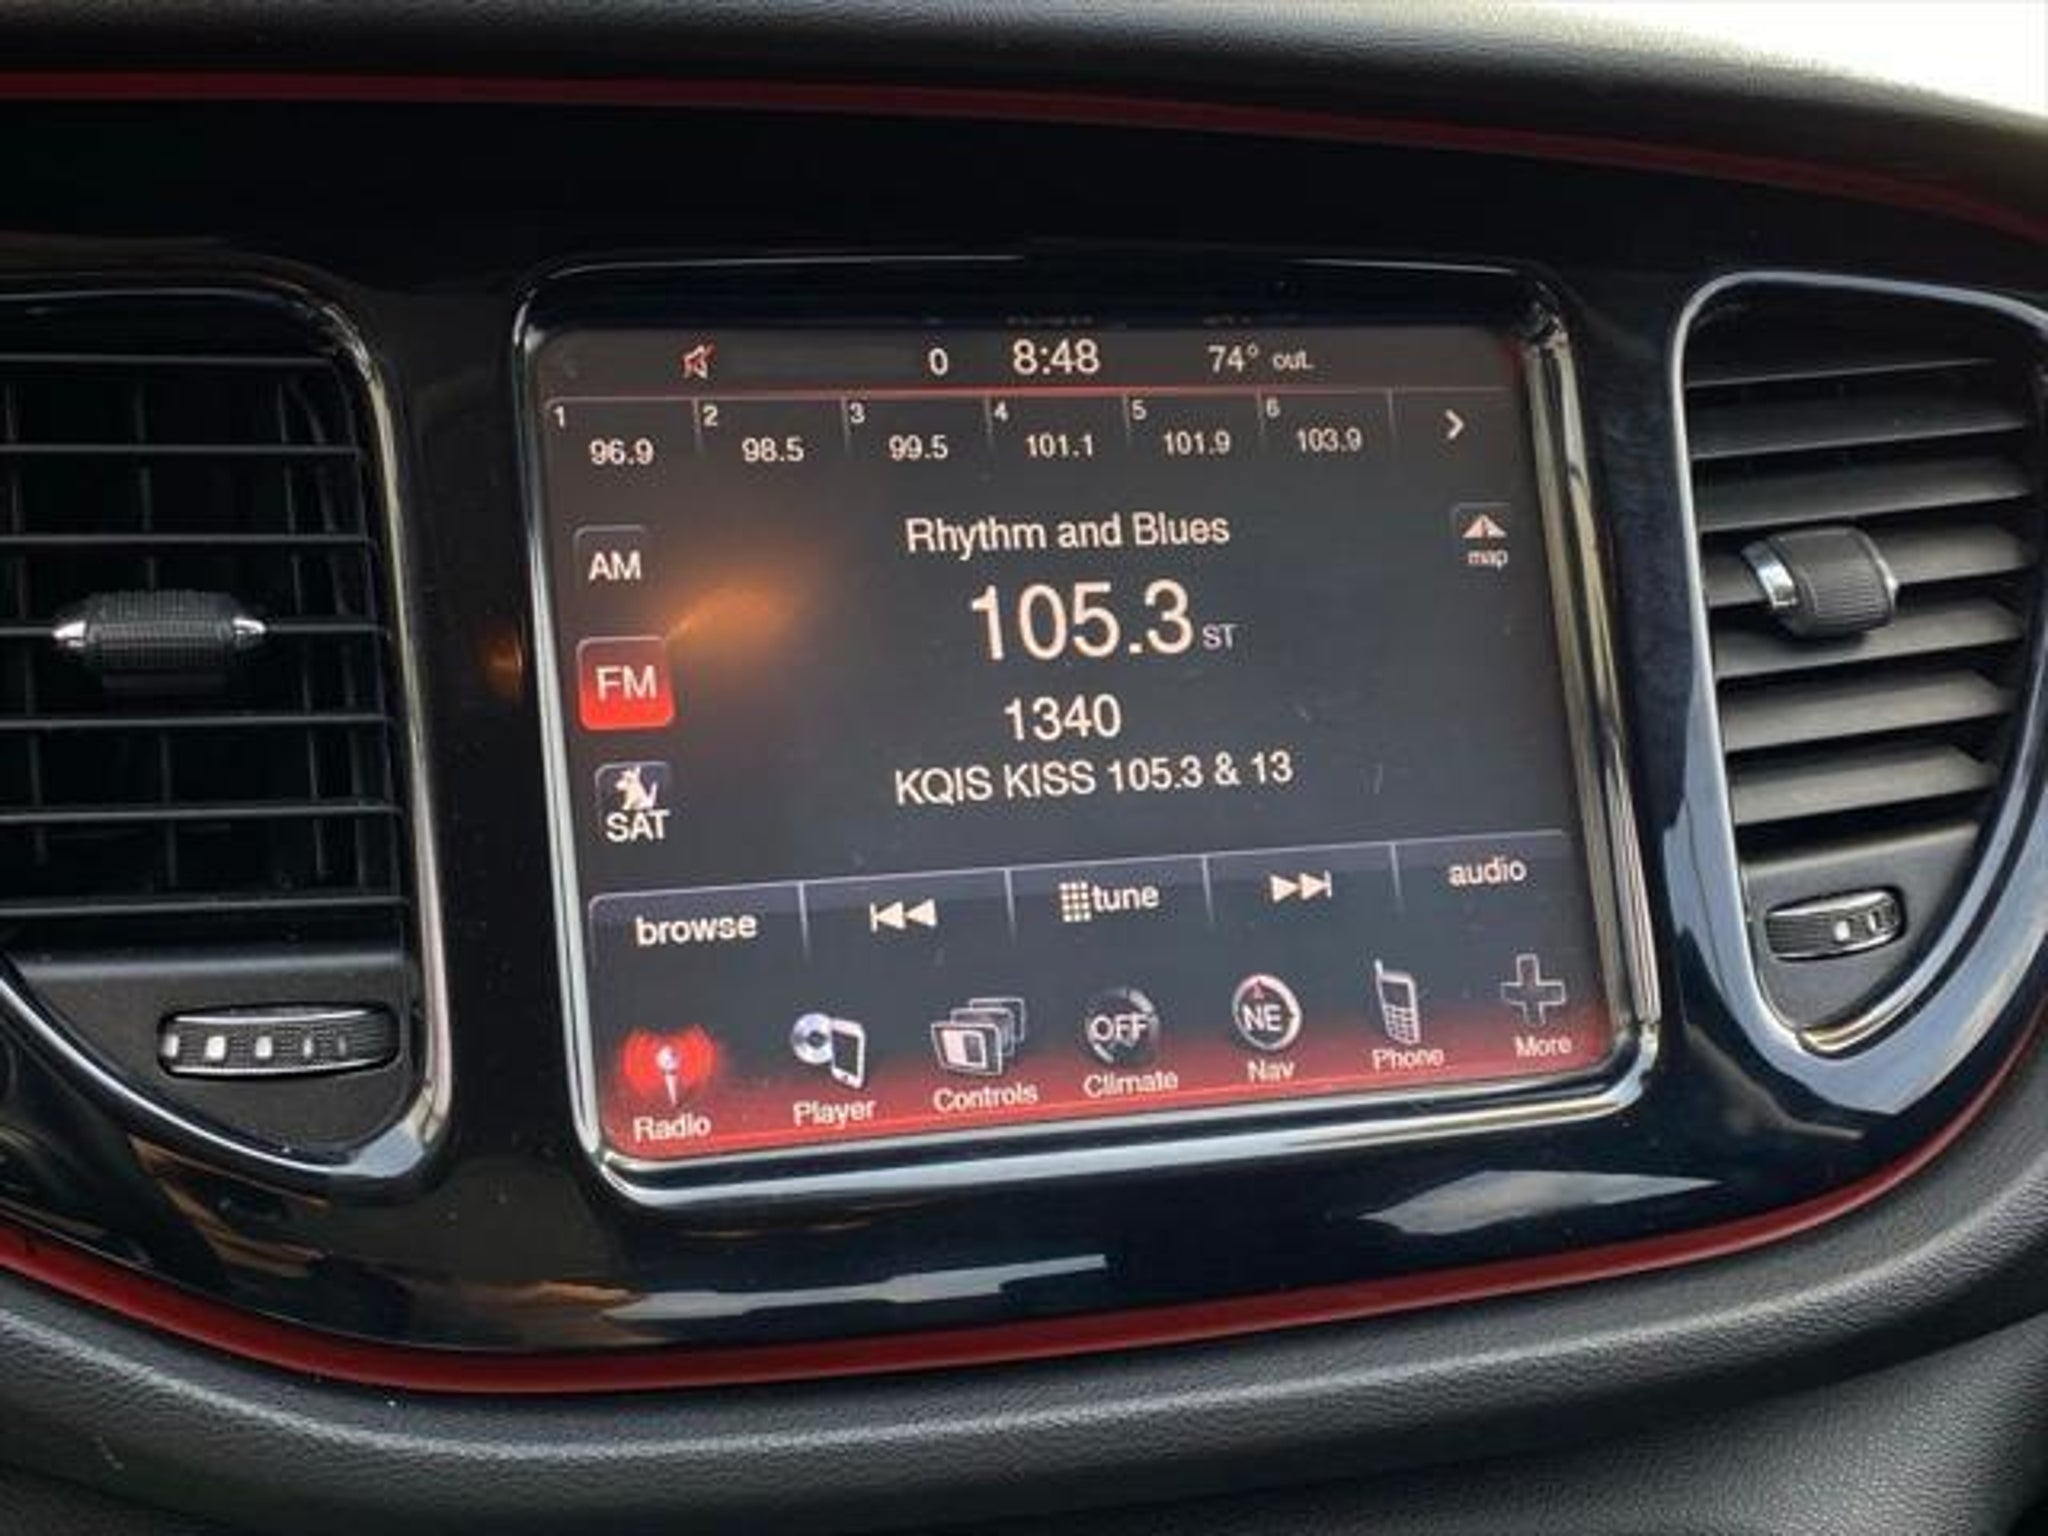 0 8:48 74° out
1 2 3 4 5 6
96.9 98.5 99.5 101.1 101.9 103.9
Rhythm and Blues
map
AM
105.3 ST
FM
1340
KQIS KISS 105.3 & 13
SAT
browse tune audio
OFF NE
Radio Player Controls Climate Nav Phone More